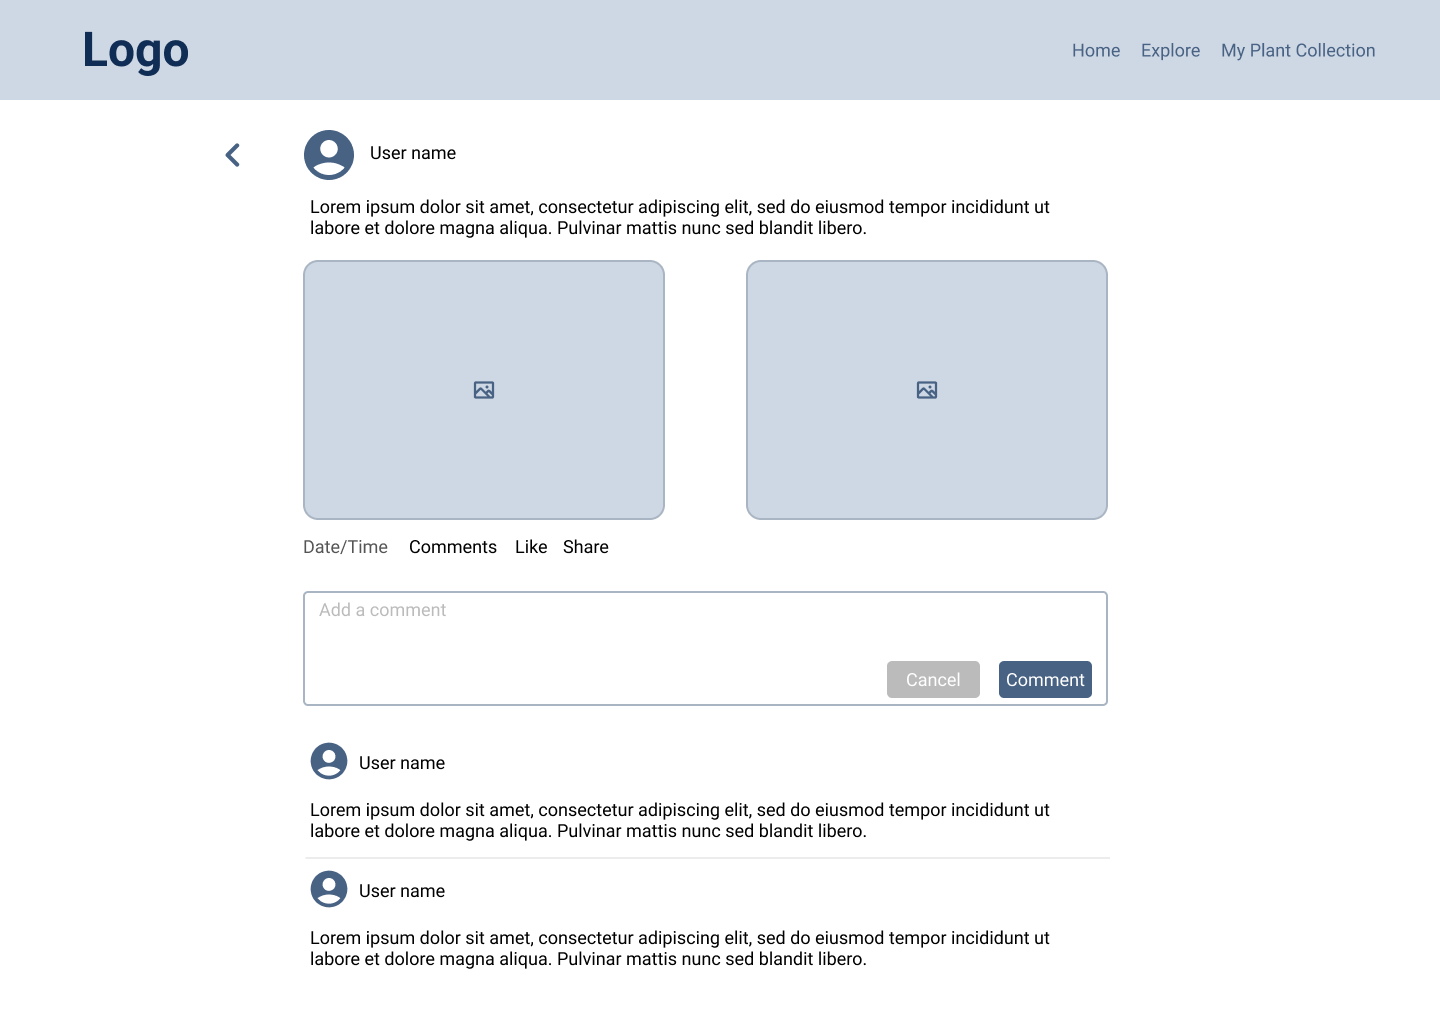 Logo
Home Explore My Plant Collection
User name
Lorem ipsum dolor sit amet, consectetur adipiscing elit, sed do eiusmod tempor incididunt ut
labore et dolore magna aliqua. Pulvinar mattis nunc sed blandit libero.
Date/Time Comments Like Share
Add a comment
Cancel Comment
User name
Lorem ipsum dolor sit amet, consectetur adipiscing elit, sed do eiusmod tempor incididunt ut
labore et dolore magna aliqua. Pulvinar mattis nunc sed blandit libero.
User name
Lorem ipsum dolor sit amet, consectetur adipiscing elit, sed do eiusmod tempor incididunt ut
labore et dolore magna aliqua. Pulvinar mattis nunc sed blandit libero.